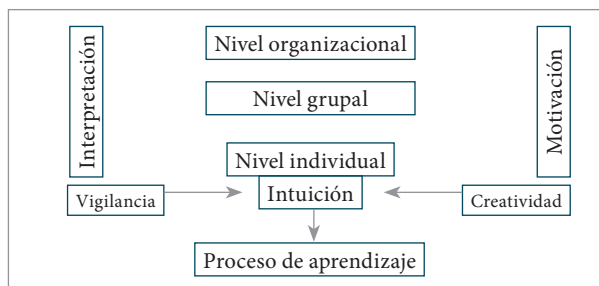 Interpretación
Nivel organizacional
Nivel grupal
Motivación
Nivel individual
Vigilancia
Intuición
Creatividad
Proceso de aprendizaje